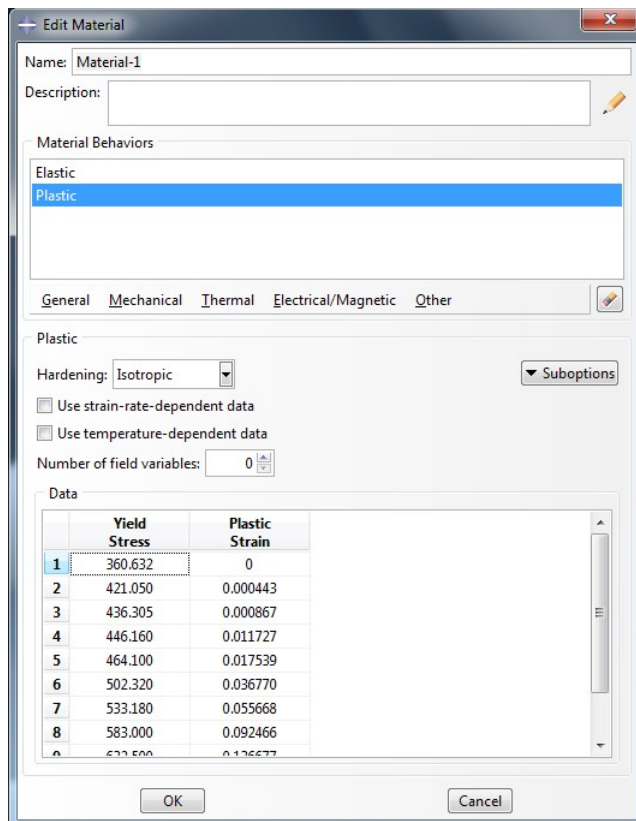 Edit Material
Name: Material-1
Description:
Material Behaviors
Elastic
Plastic
General Mechanical Thermal Electrical/Magnetic Other
Plastic
Hardening: Isotropic Suboptions
Use strain-rate-dependent data
Use temperature-dependent data
Number of field variables: 0
Data
Yield Plastic
Stress Strain
1 360.632 0
2 421.050 0.000443
3 436.305 0.000867
4 446.160 0.011727
5 464.100 0.017539
6 502.320 0.036770
7 533.180 0.055668
8 583.000 0.092466
OK Cancel